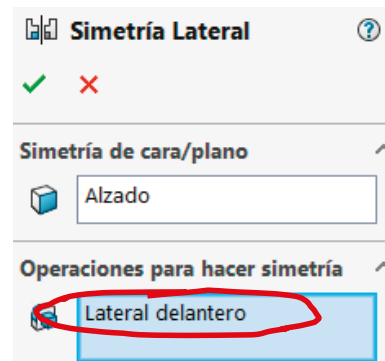 Simetría Lateral
Simetría de cara/plano
Alzado
Operaciones para hacer simetría
Lateral delantero